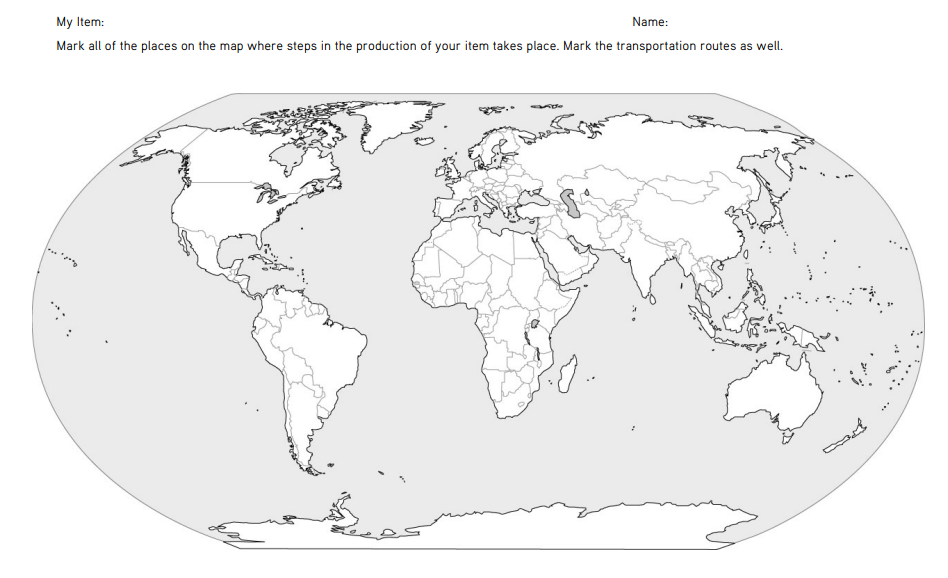 My Item: Name:
Mark all of the places on the map where steps in the production of your item takes place. Mark the transportation routes as well.